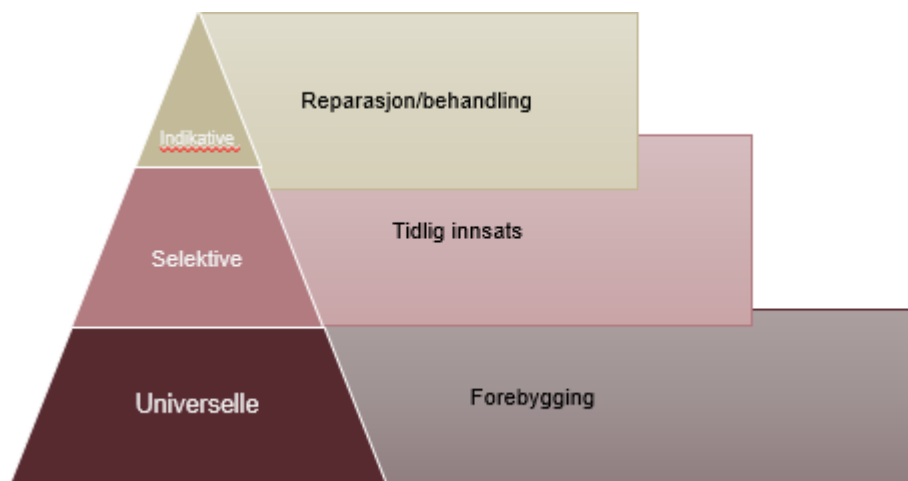 Reparasjon/behandling
Indikative
Tidlig innsats
Selektive
Forebygging
Universelle